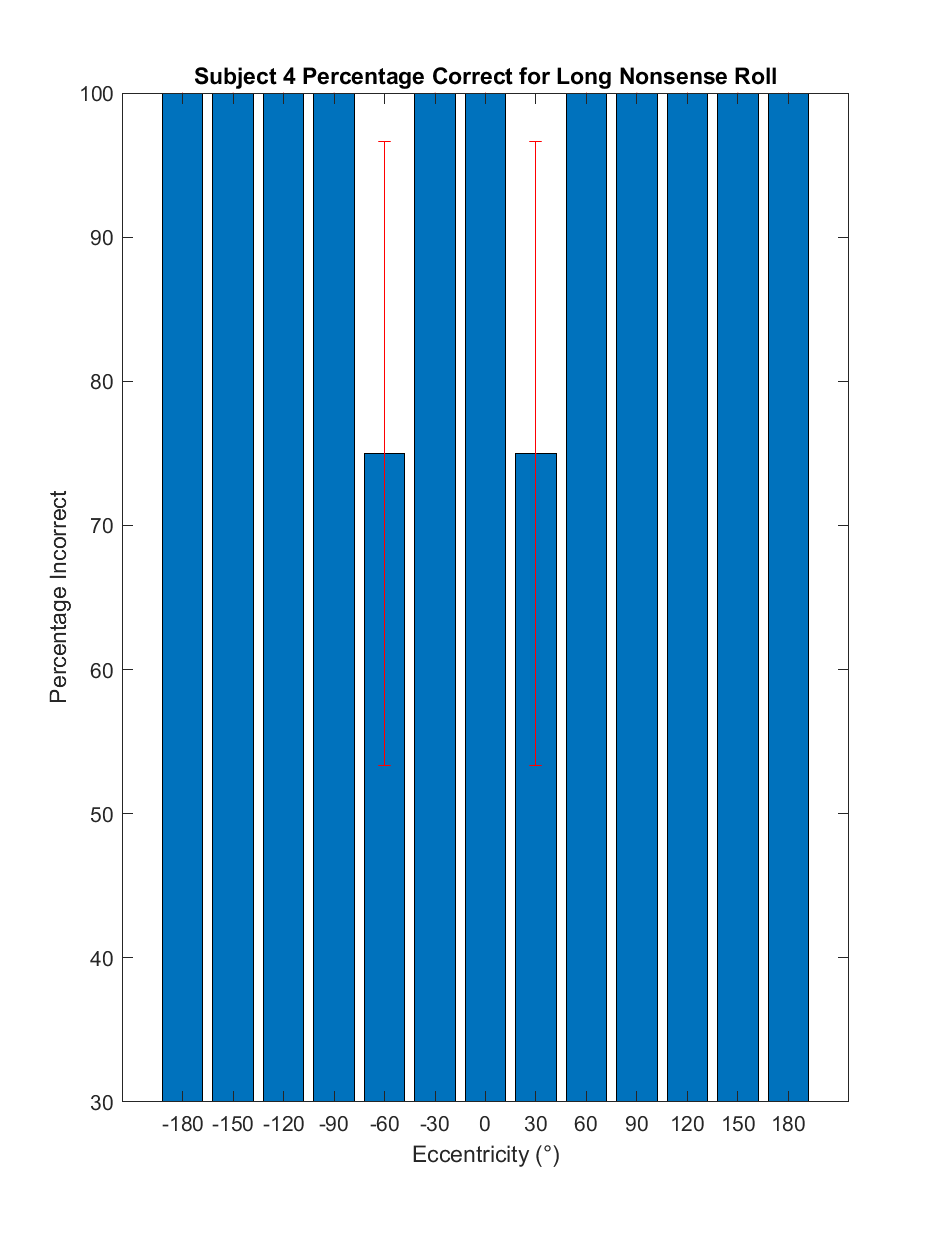 Subject 4 Percentage Correct for Long Nonsense Roll
100
90
80
70
60
50
40
30
Percentage Incorrect
-180 -150 -120 -90 -60 -30 0 30 60 90 120 150 180
Eccentricity (°)